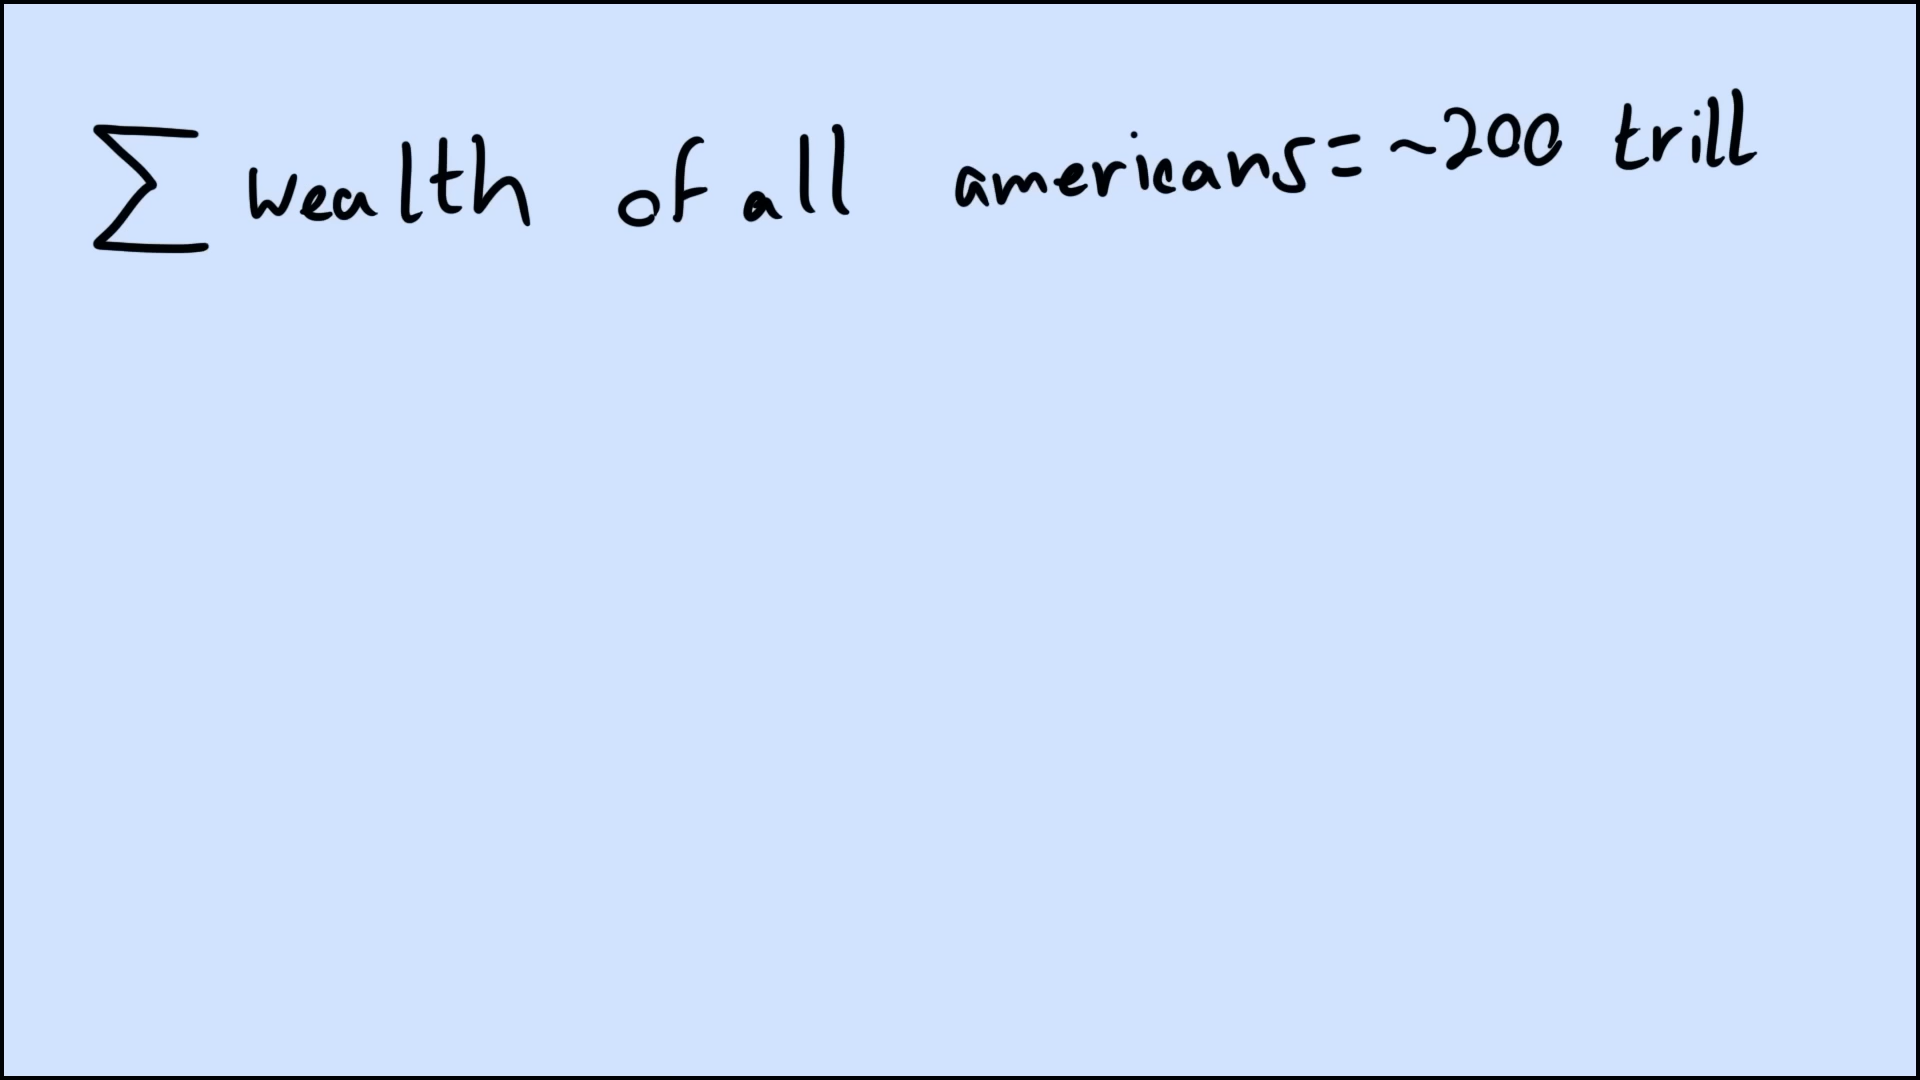 ∑ wealth of all americans = ~200 trill